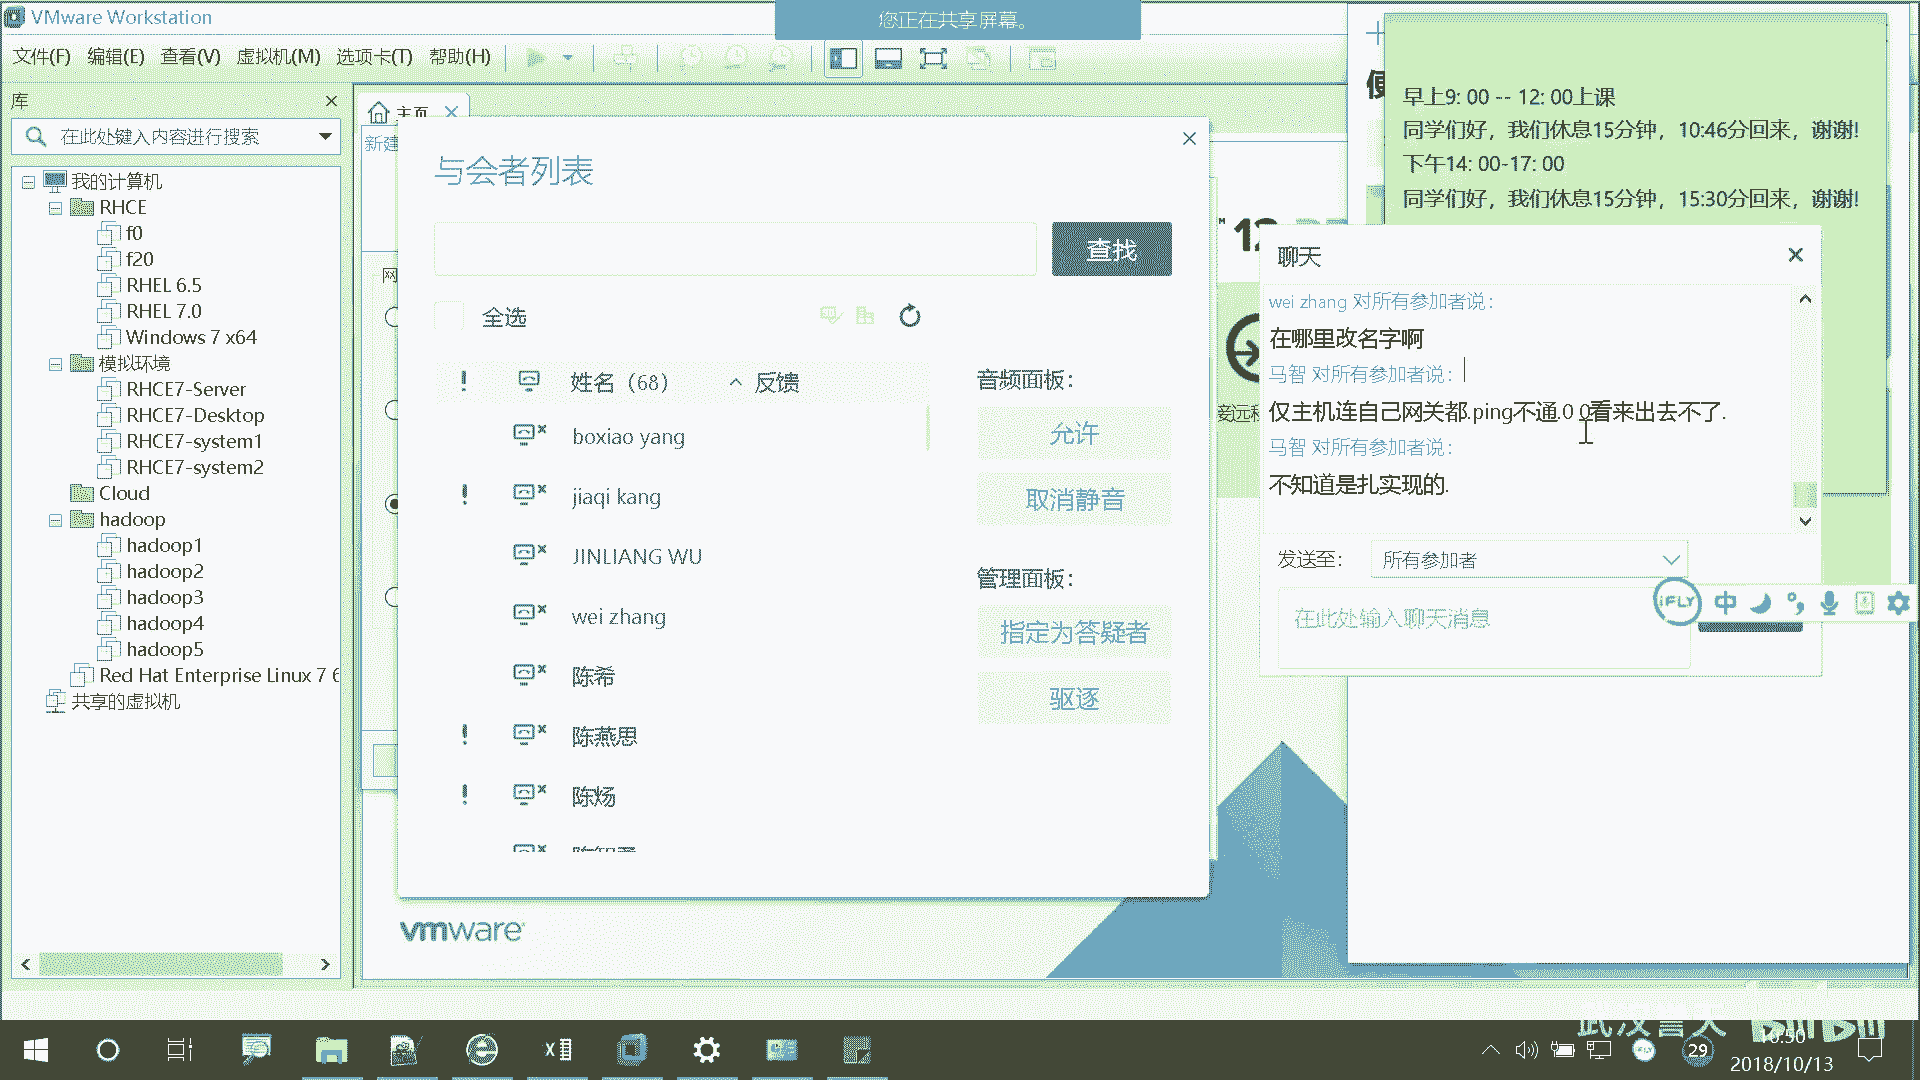 VMware Workstation
您正在共享屏幕。
文件(F) 编辑(E) 查看(V) 虚拟机(M) 选项卡(T) 帮助(H)
库
在此处键入内容进行搜索
我的计算机
RHCE
f0
f20
RHEL 6.5
RHEL 7.0
Windows 7 x64
模拟环境
RHCE7-Server
RHCE7-Desktop
RHCE7-system1
RHCE7-system2
Cloud
hadoop
hadoop1
hadoop2
hadoop3
hadoop4
hadoop5
Red Hat Enterprise Linux 7 6
共享的虚拟机
主页
新建
网
与会者列表
查找
全选
姓名（68） 反馈
boxiao yang
jiaqi kang
JINLIANG WU
wei zhang
陈希
陈燕思
陈炀
音频面板：
允许
取消静音
管理面板：
指定为答疑者
驱逐
vmware
早上9: 00 -- 12: 00上课
同学们好，我们休息15分钟，10:46分回来，谢谢!
下午14: 00-17: 00
同学们好，我们休息15分钟，15:30分回来，谢谢!
聊天
wei zhang 对所有参加者说：
在哪里改名字啊
马智 对所有参加者说：
仅主机连自己网关都.ping不通.0 0看来出去不了.
马智 对所有参加者说：
不知道是扎实现的.
发送至： 所有参加者
在此处输入聊天消息
iFLY 中
29
16:50
2018/10/13